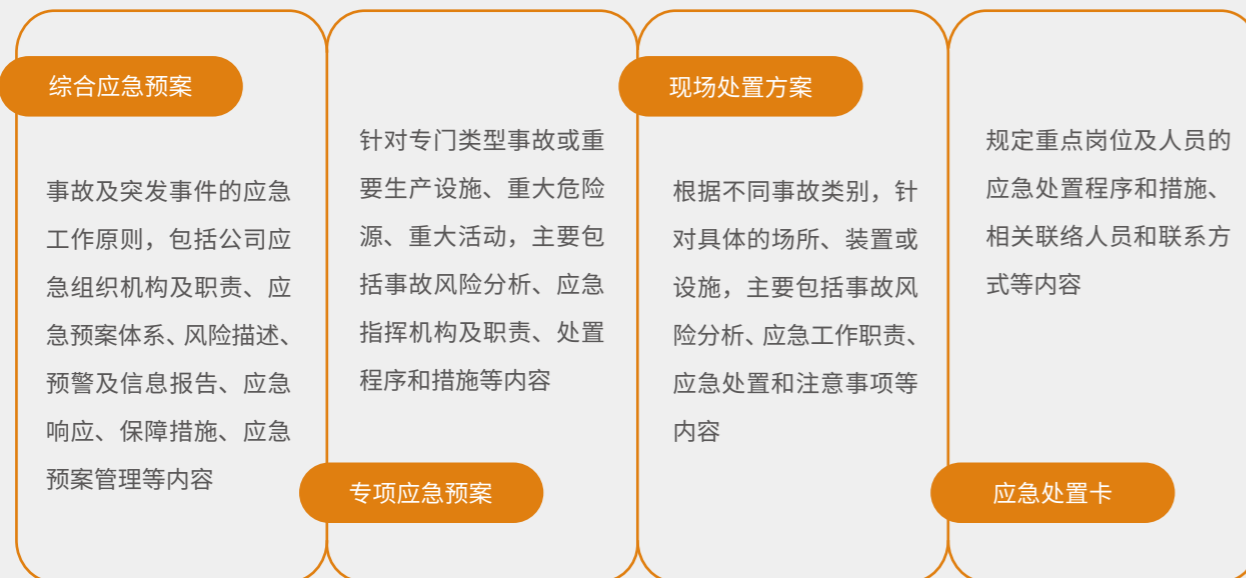 综合应急预案
事故及突发事件的应急
工作原则，包括公司应
急组织机构及职责、应
急预案体系、风险描述、
预警及信息报告、应急
响应、保障措施、应急
预案管理等内容
针对专门类型事故或重
要生产设施、重大危险
源、重大活动，主要包
括事故风险分析、应急
指挥机构及职责、处置
程序和措施等内容
专项应急预案
现场处置方案
根据不同事故类别，针
对具体的场所、装置或
设施，主要包括事故风
险分析、应急工作职责、
应急处置和注意事项等
内容
规定重点岗位及人员的
应急处置程序和措施、
相关联络人员和联系方
式等内容
应急处置卡